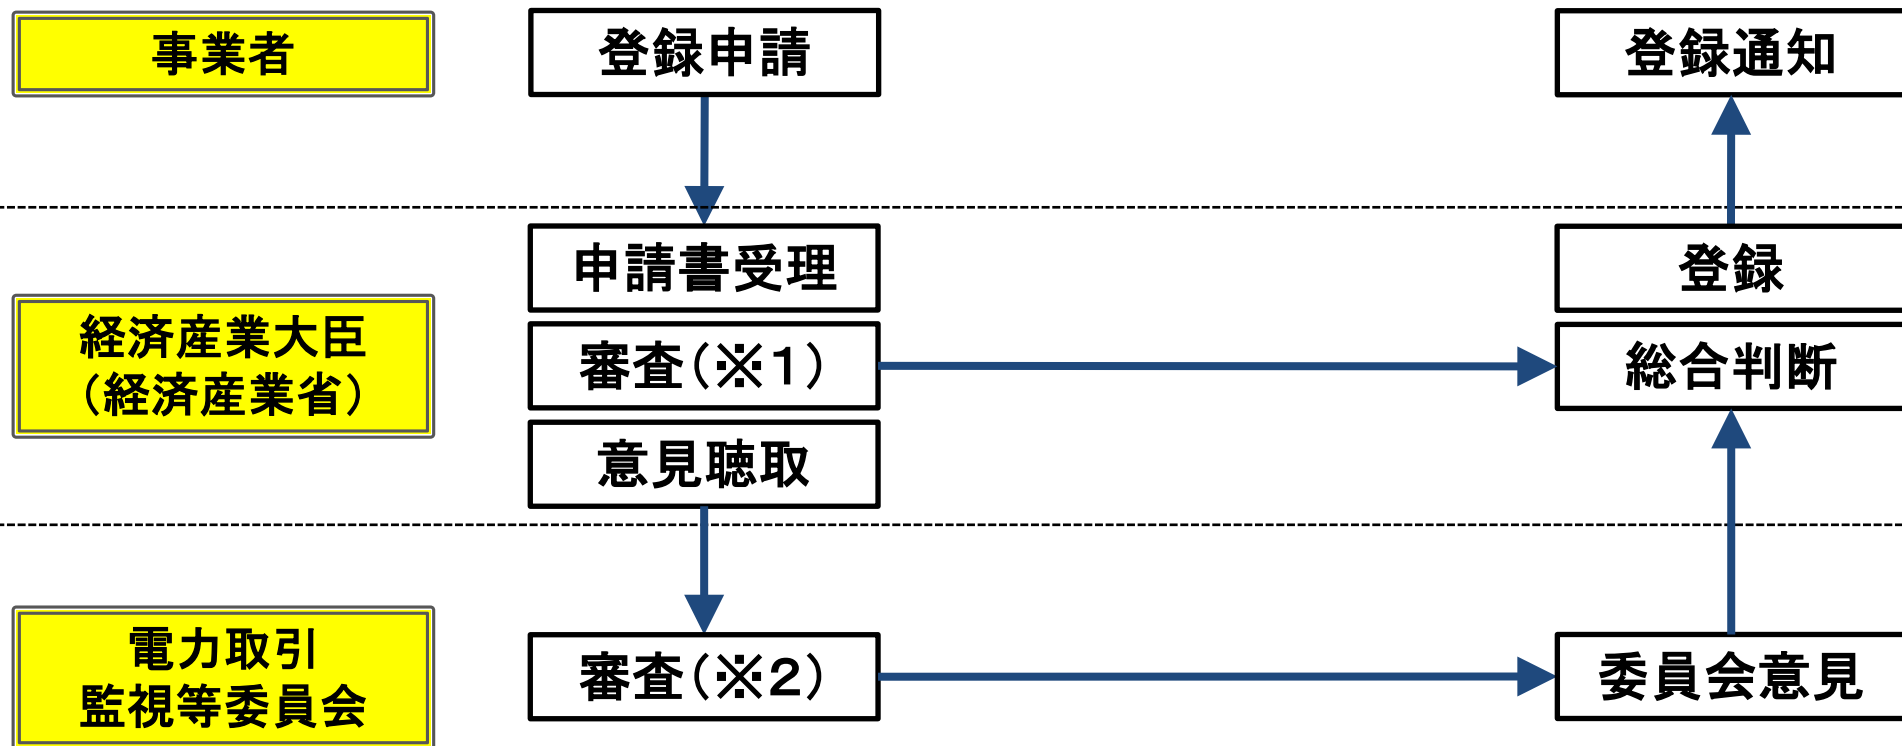 事業者
登録申請
登録通知
申請書受理
登録
経済産業大臣
（経済産業省）
審査（※１）
総合判断
意見聴取
電力取引
監視等委員会
審査（※２）
委員会意見